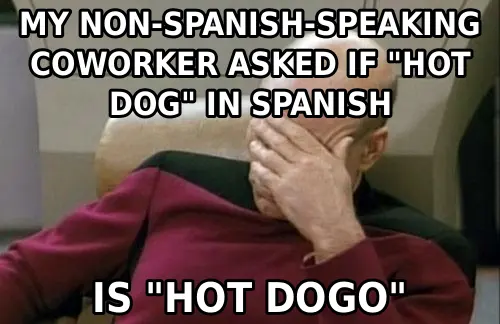 MY NON-SPANISH-SPEAKING
COWORKER ASKED IF "HOT
DOG" IN SPANISH
IS "HOT DOGO"